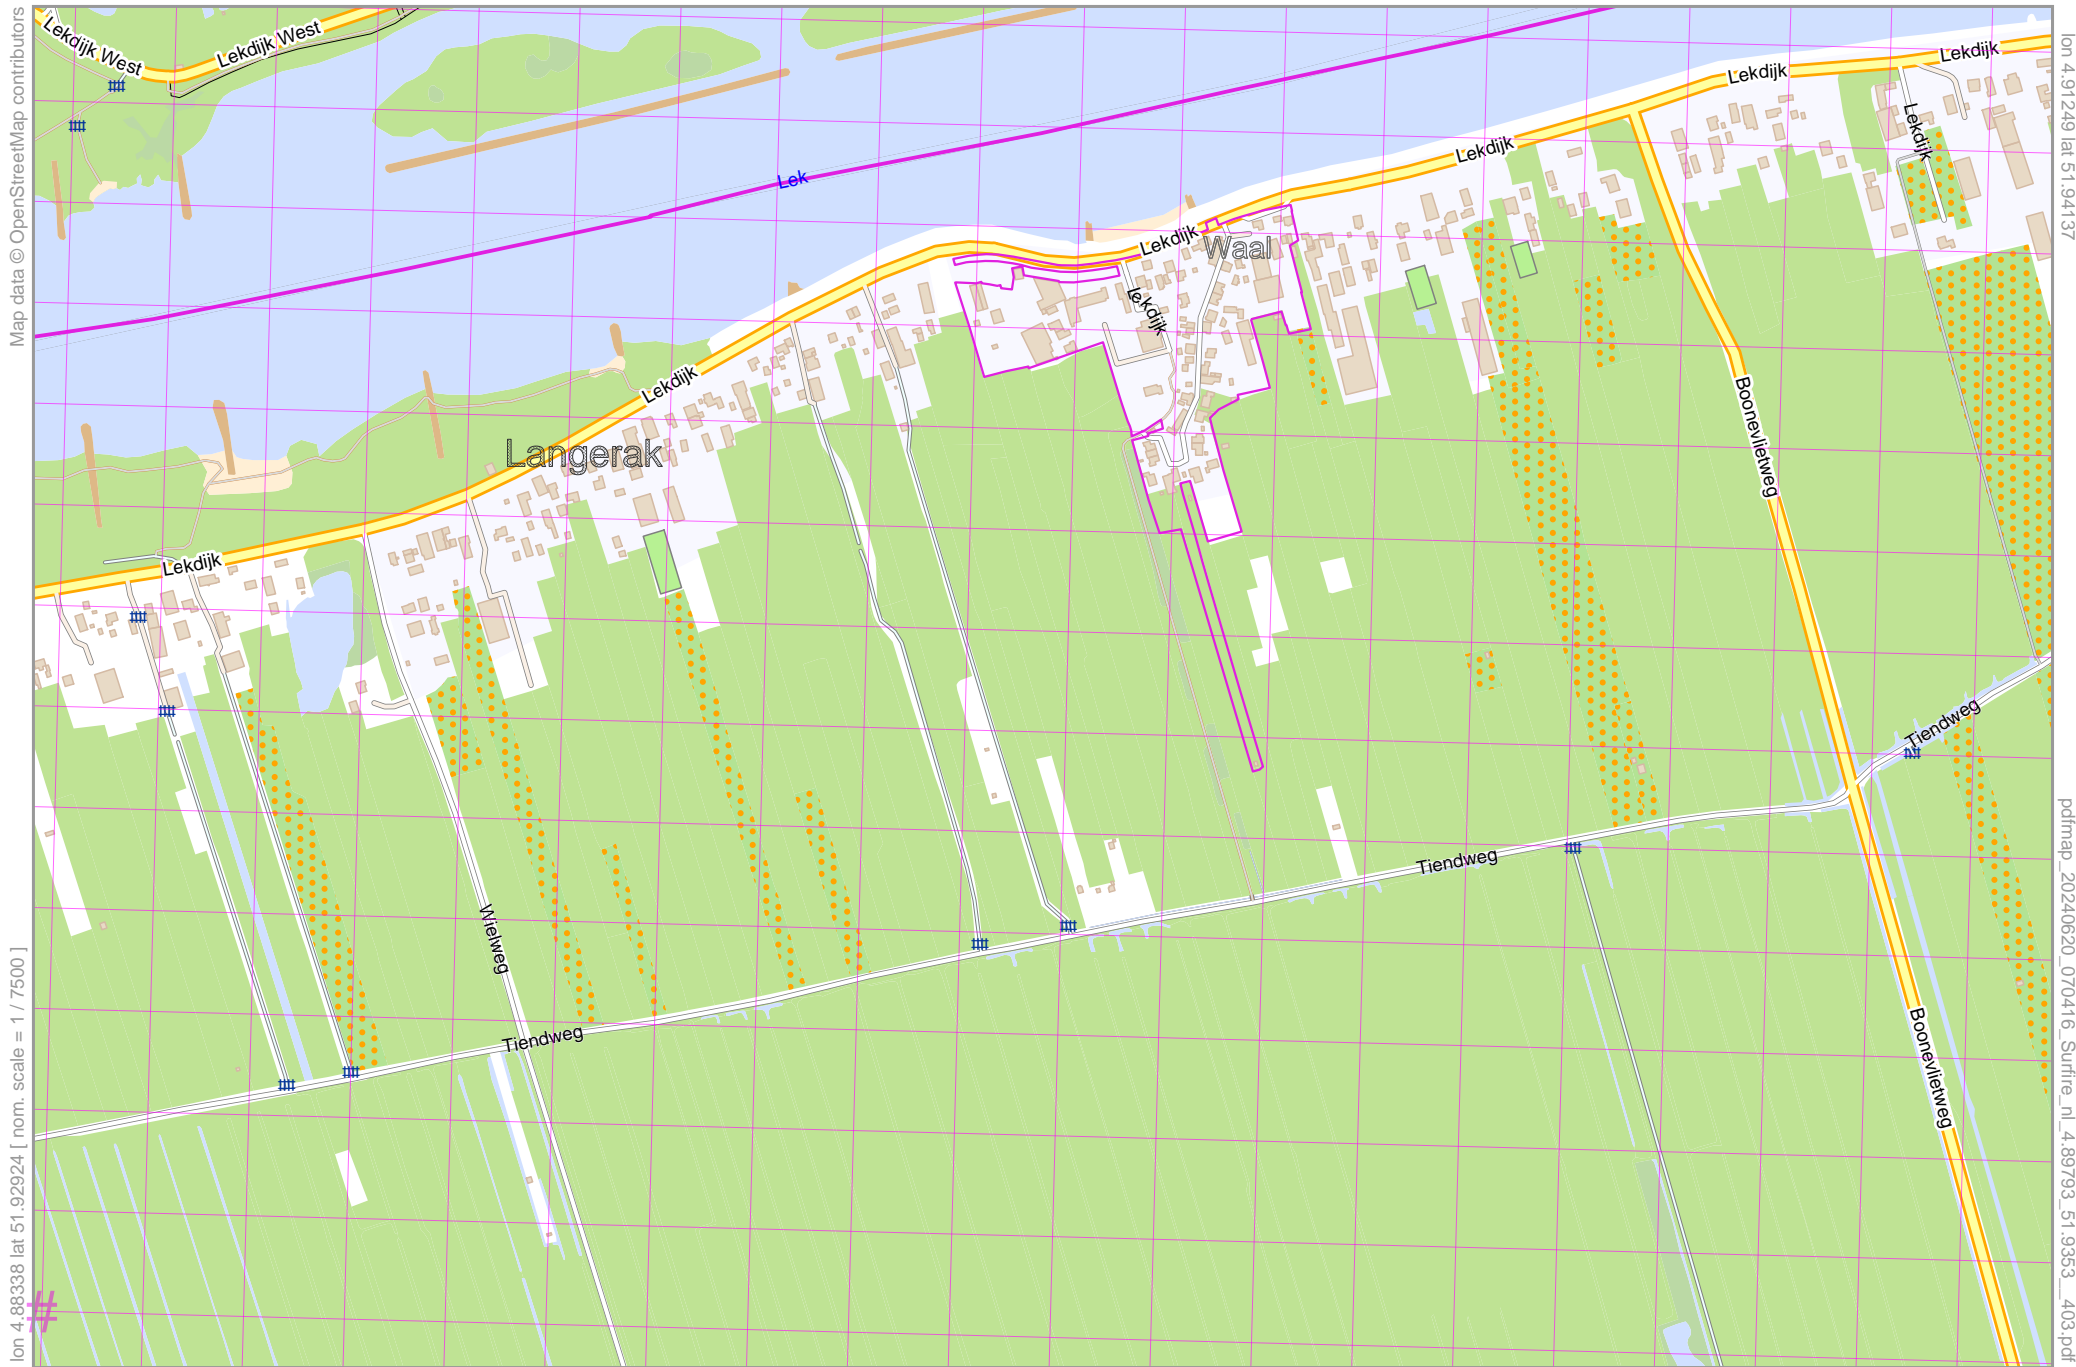 Lekdijk West
Lekdijk West
Lekdijk
Lekdijk
Lekdijk
Lek
Lekdijk
Lekdijk
Waal
Lekdijk
Lekdijk
Boonevlietweg
Langerak
Lekdijk
Tiendweg
Tiendweg
Wielweg
Tiendweg
Boonevlietweg
Map data © OpenStreetMap contributors
lon 4.88338 lat 51.92924 [ nom. scale = 1 / 7500 ]
lon 4.91249 lat 51.94137
pdfmap_20240620_070416_Surfire_nl_4.89793_51.9353__403.pdf
#